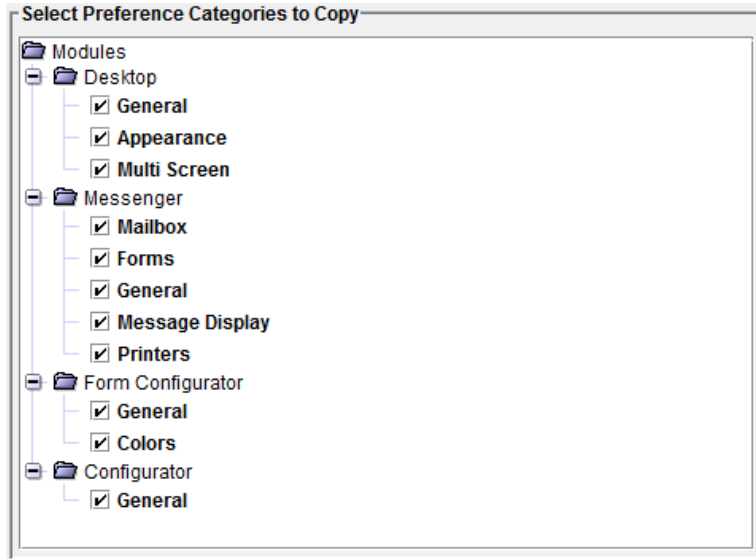 Select Preference Categories to Copy
Modules
Desktop
General
Appearance
Multi Screen
Messenger
Mailbox
Forms
General
Message Display
Printers
Form Configurator
General
Colors
Configurator
General